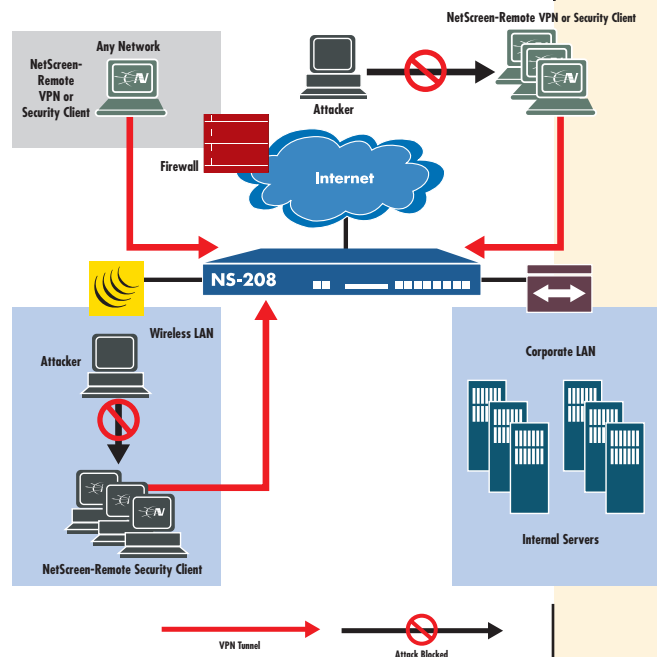 NetScreen-Remote VPN or Security Client
Any Network
NetScreen-
Remote
VPN or
Security Client
Attacker
Firewall
Internet
NS-208
Wireless LAN
Attacker
Corporate LAN
Internal Servers
NetScreen-Remote Security Client
VPN Tunnel
Attack Blocked